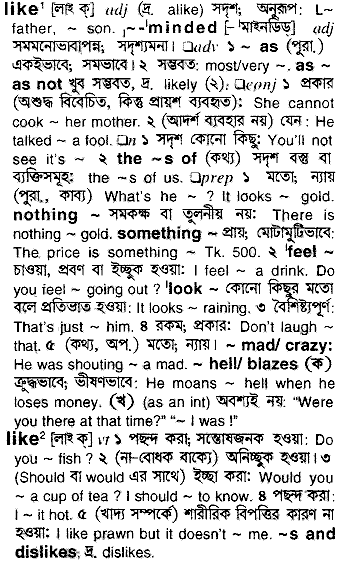 like¹ [লাইক্] adj (দ্র. alike) সদৃশ; অনুরূপ: L~
father, ~ son. ~-ˈminded [–ˈমাইনডিড্] adj
সমমনোভাবাপন্ন; সদৃশ্যমনা। □adv ১ ~ as (পুরা.)
একইভাবে; সমভাবে। ২ সম্ভবত: most/very ~. as ~
as not খুব সম্ভবত, দ্র. likely (২)। □conj ১ প্রকার
(অশুদ্ধ বিবেচিত, কিন্তু প্রায়শ ব্যবহৃত): She cannot
cook ~ her mother. ২ (আদর্শ ব্যবহার নয়) যেন : He
talked ~ a fool. □n ১ সদৃশ কোনো কিছু: You'll not
see it's ~ ২ the ~s of (কথ্য) সদৃশ বস্তু বা
ব্যক্তিসমূহ: the ~s of us. □prep ১ মতো; ন্যায়
(পুরা., কাব্য) What's he ~ ? It looks ~ gold.
nothing ~ সমকক্ষ বা তুলনীয় নয়: There is
nothing ~ gold. something ~ প্রায়; মোটামুটিভাবে:
The price is something ~ Tk. 500. ২ ˈfeel ~
চাওয়া, প্রবণ বা ইচ্ছুক হওয়া: I feel ~ a drink. Do
you feel ~ going out ? ˈlook ~ কোনো কিছুর মতো
বলে প্রতিভাত হওয়া: It looks ~ raining. ৩ বৈশিষ্ট্যপূর্ণ:
That's just ~ him. ৪ রকম; প্রকার: Don't laugh ~
that. ৫ (কথ্য, অপ.) মতো; ন্যায়। ~ mad/ crazy:
He was shouting ~ a mad. ~ hell/ blazes (ক)
ক্রুদ্ধভাবে; ভীষণভাবে: He moans ~ hell when he
loses money. (খ) (as an int) অবশ্যই নয়: "Were
you there at that time?" "~ I was !"
like² [লাইক্] vt ১ পছন্দ করা; সন্তোষজনক হওয়া: Do
you ~ fish ? ২ (না-বোধক বাক্যে) অনিচ্ছুক হওয়া। ৩
(Should বা would এর সাথে) ইচ্ছা করা: Would you
~ a cup of tea ? I should ~ to know. ৪ পছন্দ করা:
I ~ it hot. ৫ (খাদ্য সম্পর্কে) শারীরিক বিপত্তির কারণ না
হওয়া: I like prawn but it doesn't ~ me. ~s and
dislikes, দ্র. dislikes.